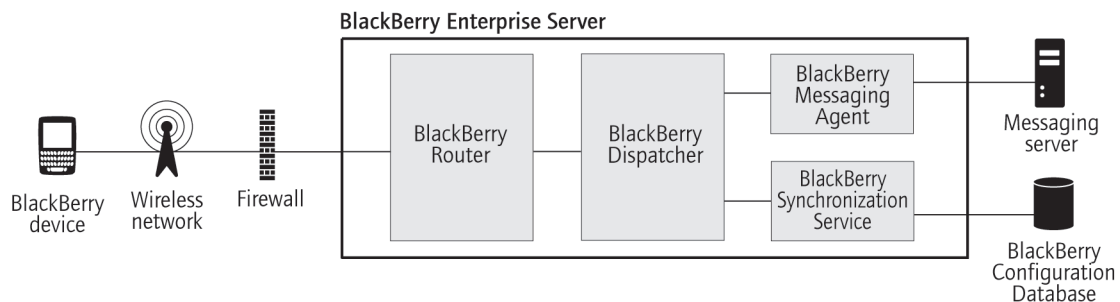 BlackBerry Enterprise Server
BlackBerry
device
Wireless
network
Firewall
BlackBerry
Router
BlackBerry
Dispatcher
BlackBerry
Messaging
Agent
BlackBerry
Synchronization
Service
Messaging
server
BlackBerry
Configuration
Database